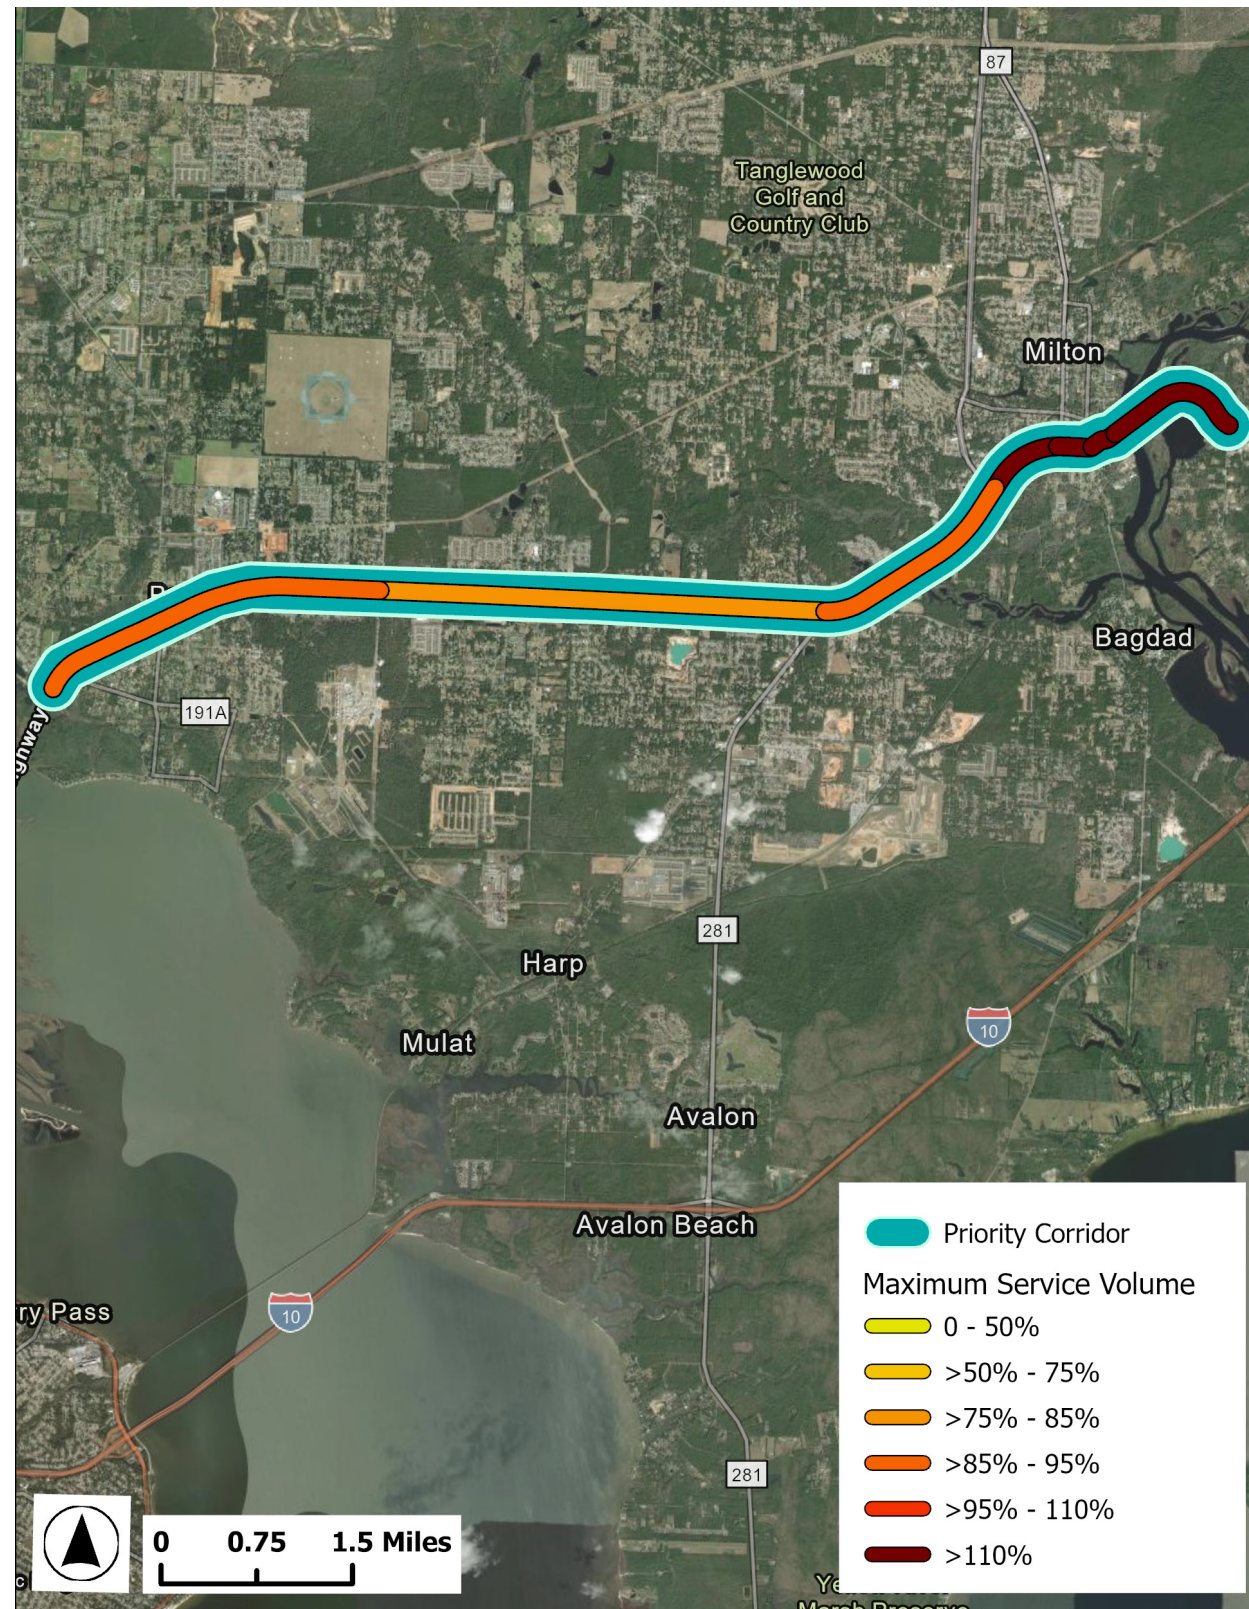 87
Tanglewood
Golf and
Country Club
Milton
Bagdad
191A
281
Harp
10
Mulat
Avalon
Avalon Beach
10
rry Pass
281
Priority Corridor
Maximum Service Volume
0 - 50%
>50% - 75%
>75% - 85%
>85% - 95%
>95% - 110%
>110%
0 0.75 1.5 Miles